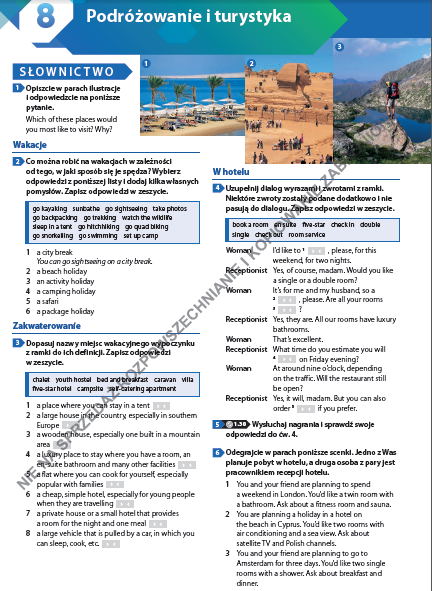 8
Podróżowanie i turystyka
SŁOWNICTWO
1 Opiszcie w parach ilustracje
i odpowiedzcie na poniższe
pytanie.
Which of these places would
you most like to visit? Why?
1
2
3
Wakacje
2 Co można robić na wakacjach w zależności
od tego, w jaki sposób się je spędza? Wybierz
odpowiedzi z poniższej listy i dodaj kilka własnych
pomysłów. Zapisz odpowiedzi w zeszycie.
go kayaking sunbathe go sightseeing take photos
go backpacking go trekking watch the wildlife
sleep in a tent go hitchhiking go quad biking
go snorkelling go swimming set up camp
1 a city break
You can go sightseeing on a city break.
2 a beach holiday
3 an activity holiday
4 a camping holiday
5 a safari
6 a package holiday
Zakwaterowanie
3 Dopasuj nazwy miejsc wakacyjnego wypoczynku
z ramki do ich definicji. Zapisz odpowiedzi
w zeszycie.
chalet youth hostel bed and breakfast caravan villa
five-star hotel campsite self-catering apartment
1 a place where you can stay in a tent
2 a large house in the country, especially in southern
Europe
3 a wooden house, especially one built in a mountain
area
4 a luxury place to stay where you have a room, an
en suite bathroom and many other facilities
5 a flat where you can cook for yourself, especially
popular with families
6 a cheap, simple hotel, especially for young people
when they are travelling
7 a private house or a small hotel that provides
a room for the night and one meal
8 a large vehicle that is pulled by a car, in which you
can sleep, cook, etc.
W hotelu
4 Uzupełnij dialog wyrazami i zwrotami z ramki.
Niektóre zwroty zostały podane dodatkowo i nie
pasują do dialogu. Zapisz odpowiedzi w zeszycie.
book a room en suite five-star check in double
single check out room service
Woman I'd like to 1 , please, for this
weekend, for two nights.
Receptionist Yes, of course, madam. Would you like
a single or a double room?
Woman It's for me and my husband, so a
2 , please. Are all your rooms
3 ?
Receptionist Yes, they are. All our rooms have luxury
bathrooms.
Woman That's excellent.
Receptionist What time do you estimate you will
4 on Friday evening?
Woman At around nine o'clock, depending
on the traffic. Will the restaurant still
be open?
Receptionist Yes, it will, madam. But you can also
order 5 if you prefer.
5 1.38 Wysłuchaj nagrania i sprawdź swoje
odpowiedzi do ćw. 4.
6 Odegrajcie w parach poniższe scenki. Jedno z Was
planuje pobyt w hotelu, a druga osoba z pary jest
pracownikiem recepcji hotelu.
1 You and your friend are planning to spend
a weekend in London. You'd like a twin room with
a bathroom. Ask about a fitness room and sauna.
2 You are planning a holiday in a hotel on
the beach in Cyprus. You'd like two rooms with
air conditioning and a sea view. Ask about
satellite TV and Polish channels.
3 You and your friend are planning to go to
Amsterdam for three days. You'd like two single
rooms with a shower. Ask about breakfast and
dinner.